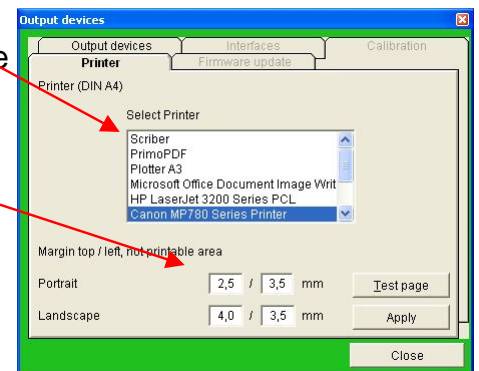 Output devices
Output devices Interfaces Calibration
Printer Firmware update
Printer (DIN A4)
Select Printer
Scriber
PrimoPDF
Plotter A3
Microsoft Office Document Image Writ
HP LaserJet 3200 Series PCL
Canon MP780 Series Printer
Margin top / left, not printable area
Portrait 2,5 / 3,5 mm Test page
Landscape 4,0 / 3,5 mm Apply
Close